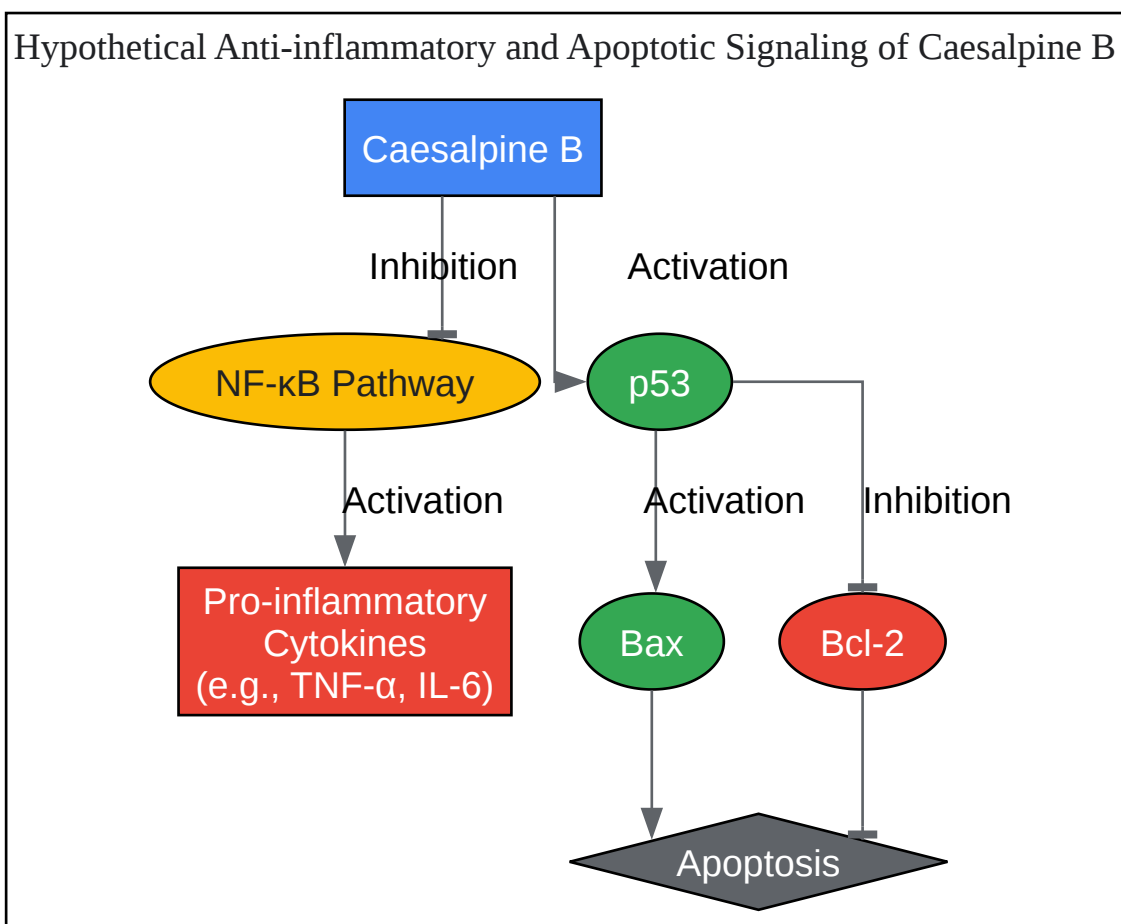 Hypothetical Anti-inflammatory and Apoptotic Signaling of Caesalpine B
Caesalpine B
Inhibition
Activation
NF-κB Pathway
p53
Activation
Activation
Inhibition
Pro-inflammatory
Cytokines
(e.g., TNF-α, IL-6)
Bax
Bcl-2
Apoptosis